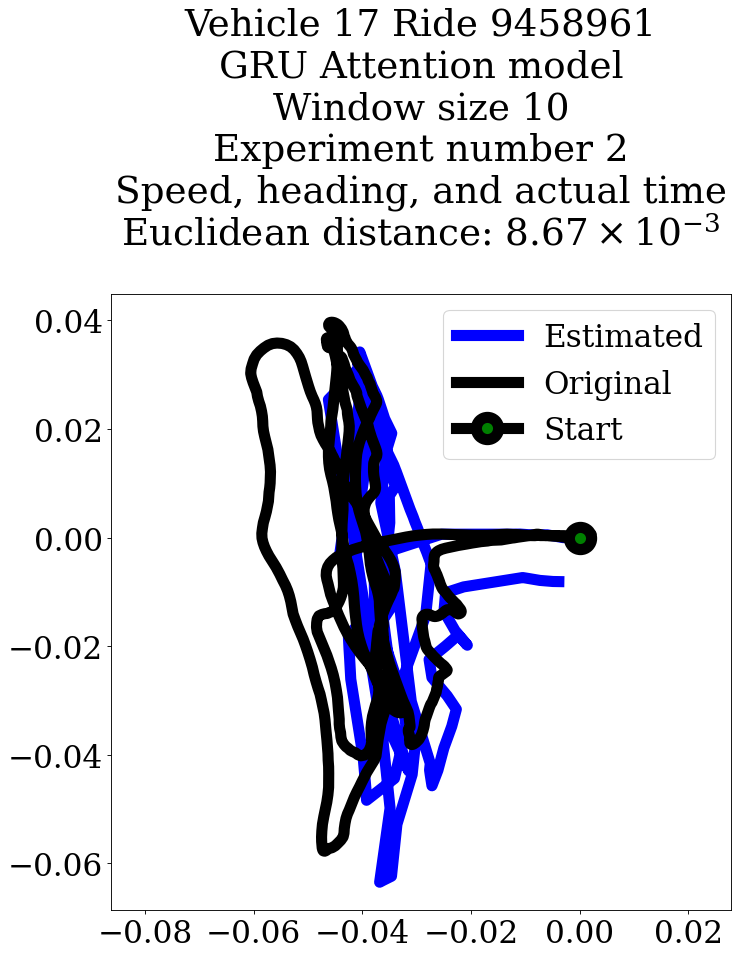 Vehicle 17 Ride 9458961
GRU Attention model
Window size 10
Experiment number 2
Speed, heading, and actual time
Euclidean distance: 8.67 × 10⁻³
Estimated
Original
Start
0.04
0.02
0.00
−0.02
−0.04
−0.06
−0.08 −0.06 −0.04 −0.02 0.00 0.02